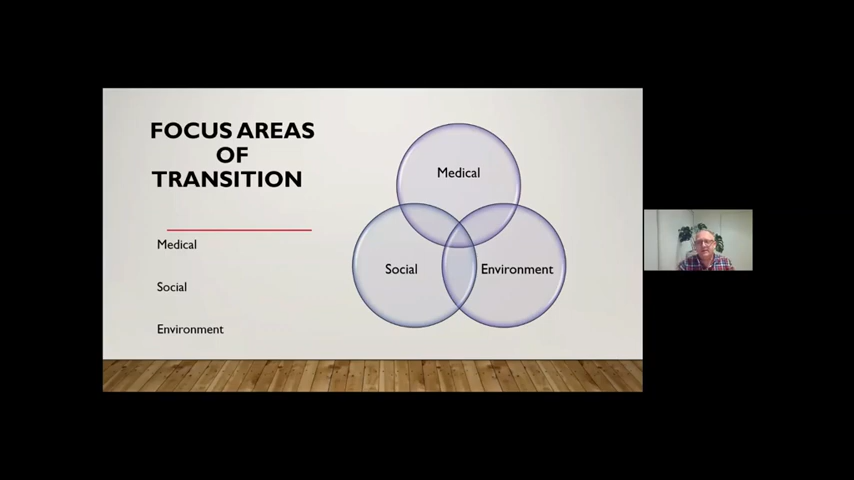 FOCUS AREAS
OF
TRANSITION
Medical
Social
Environment
Medical
Social
Environment